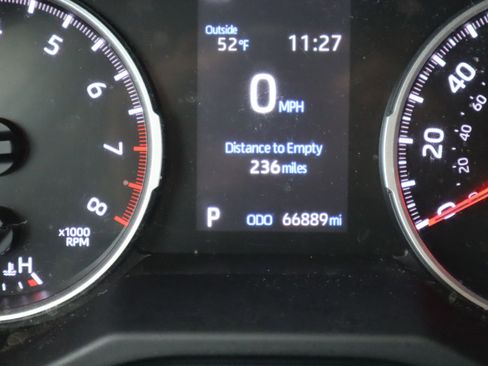 5
6
7
8
x1000
RPM
H
Outside
52°F 11:27
0 MPH
Distance to Empty
236 miles
P ODO 66889 mi
40
60
20
20
0